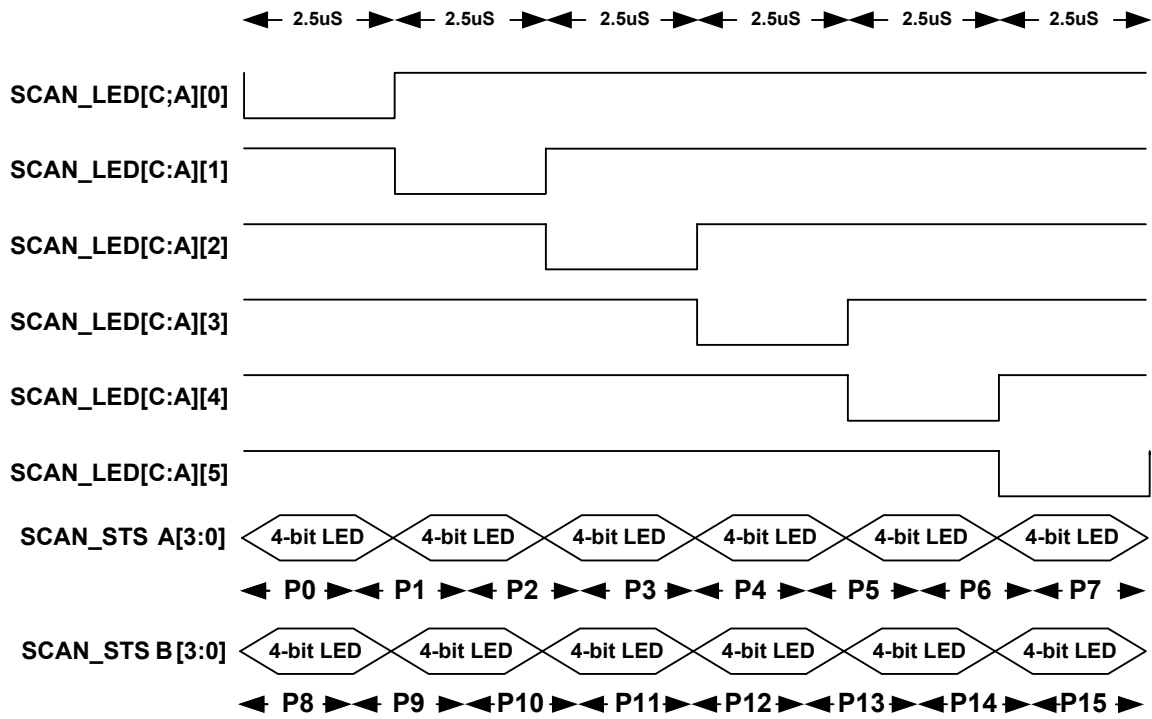 2.5uS 2.5uS 2.5uS 2.5uS 2.5uS 2.5uS
SCAN_LED[C;A][0]
SCAN_LED[C:A][1]
SCAN_LED[C:A][2]
SCAN_LED[C:A][3]
SCAN_LED[C:A][4]
SCAN_LED[C:A][5]
SCAN_STS A[3:0] 4-bit LED 4-bit LED 4-bit LED 4-bit LED 4-bit LED 4-bit LED
P0 P1 P2 P3 P4 P5 P6 P7
SCAN_STS B[3:0] 4-bit LED 4-bit LED 4-bit LED 4-bit LED 4-bit LED 4-bit LED
P8 P9 P10 P11 P12 P13 P14 P15